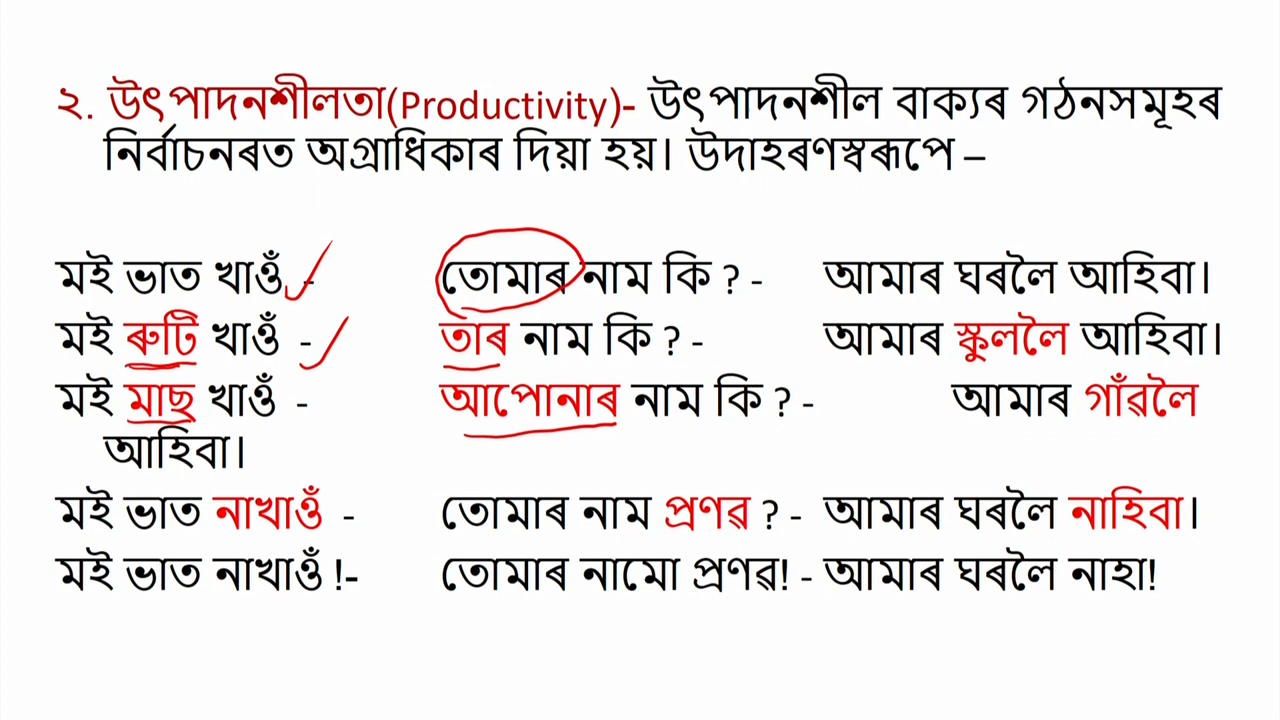 ২. উৎপাদনশীলতা(Productivity)- উৎপাদনশীল বাক্যৰ গঠনসমূহৰ
নিৰ্বাচনৰত অগ্ৰাধিকাৰ দিয়া হয়। উদাহৰণস্বৰূপে –
মই ভাত খাওঁ - তোমাৰ নাম কি ? - আমাৰ ঘৰলৈ আহিবা।
মই ৰুটি খাওঁ - তাৰ নাম কি ? - আমাৰ স্কুললৈ আহিবা।
মই মাছ খাওঁ - আপোনাৰ নাম কি ? - আমাৰ গাঁৱলৈ
আহিবা।
মই ভাত নাখাওঁ - তোমাৰ নাম প্ৰণৱ ? - আমাৰ ঘৰলৈ নাহিবা।
মই ভাত নাখাওঁ !- তোমাৰ নামো প্ৰণৱ! - আমাৰ ঘৰলৈ নাহা!